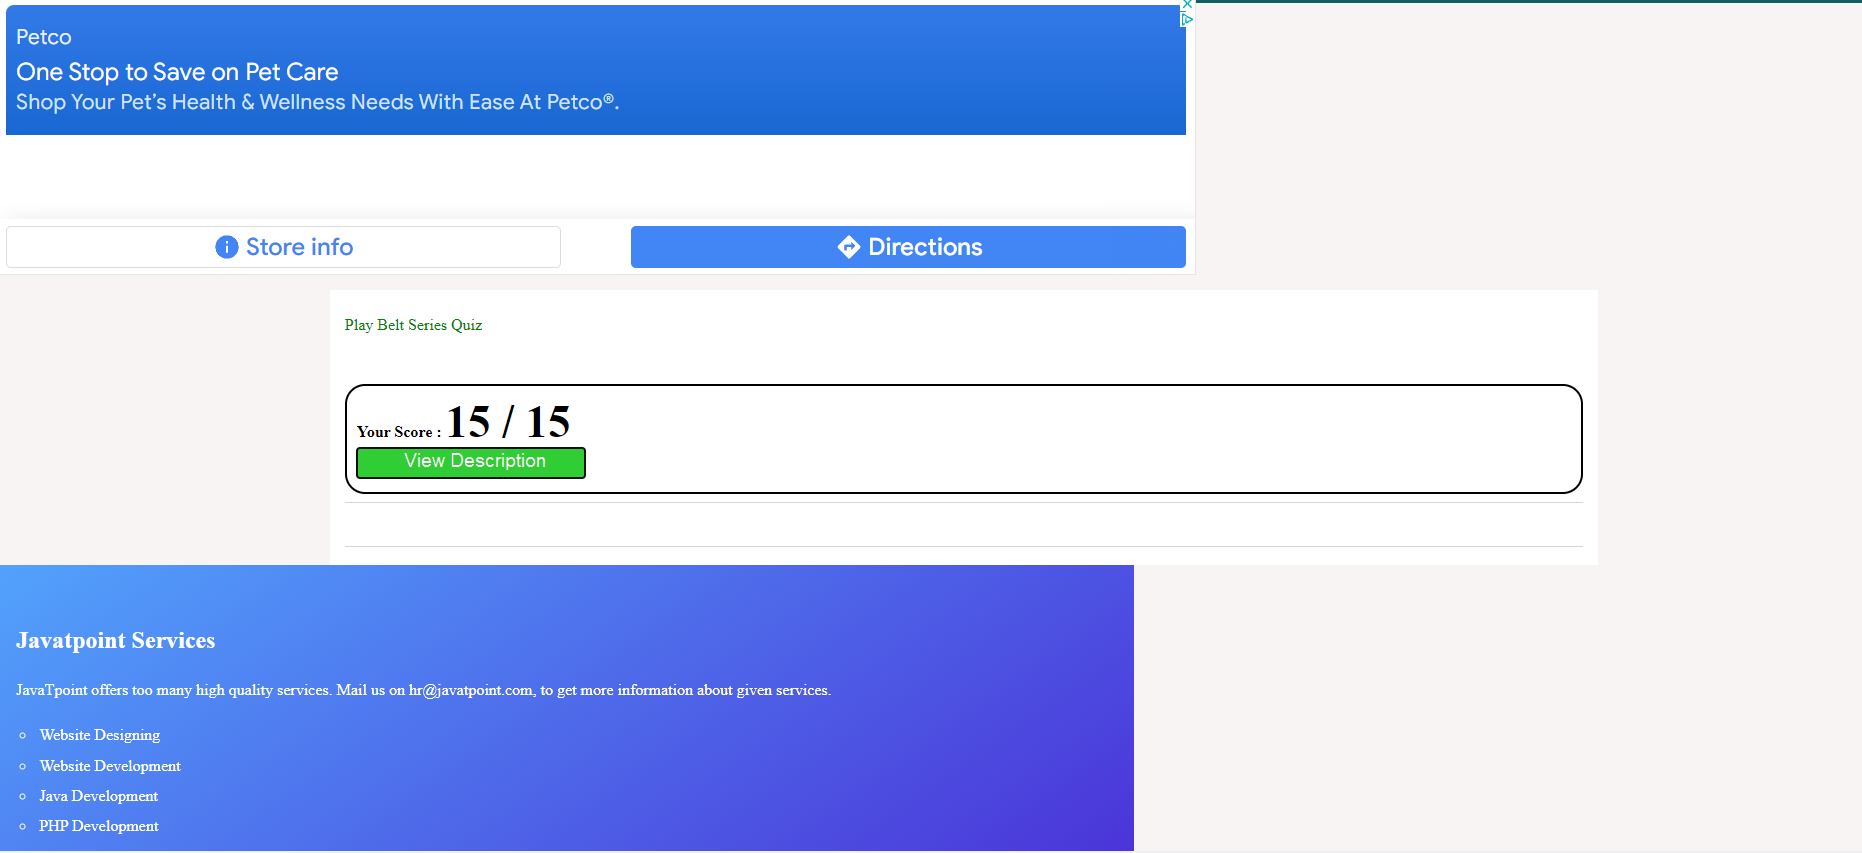 Petco
One Stop to Save on Pet Care
Shop Your Pet's Health & Wellness Needs With Ease At Petco®.
Store info
Directions
Play Belt Series Quiz
Your Score : 15 / 15
View Description
Javatpoint Services
JavaTpoint offers too many high quality services. Mail us on hr@javatpoint.com, to get more information about given services.
Website Designing
Website Development
Java Development
PHP Development